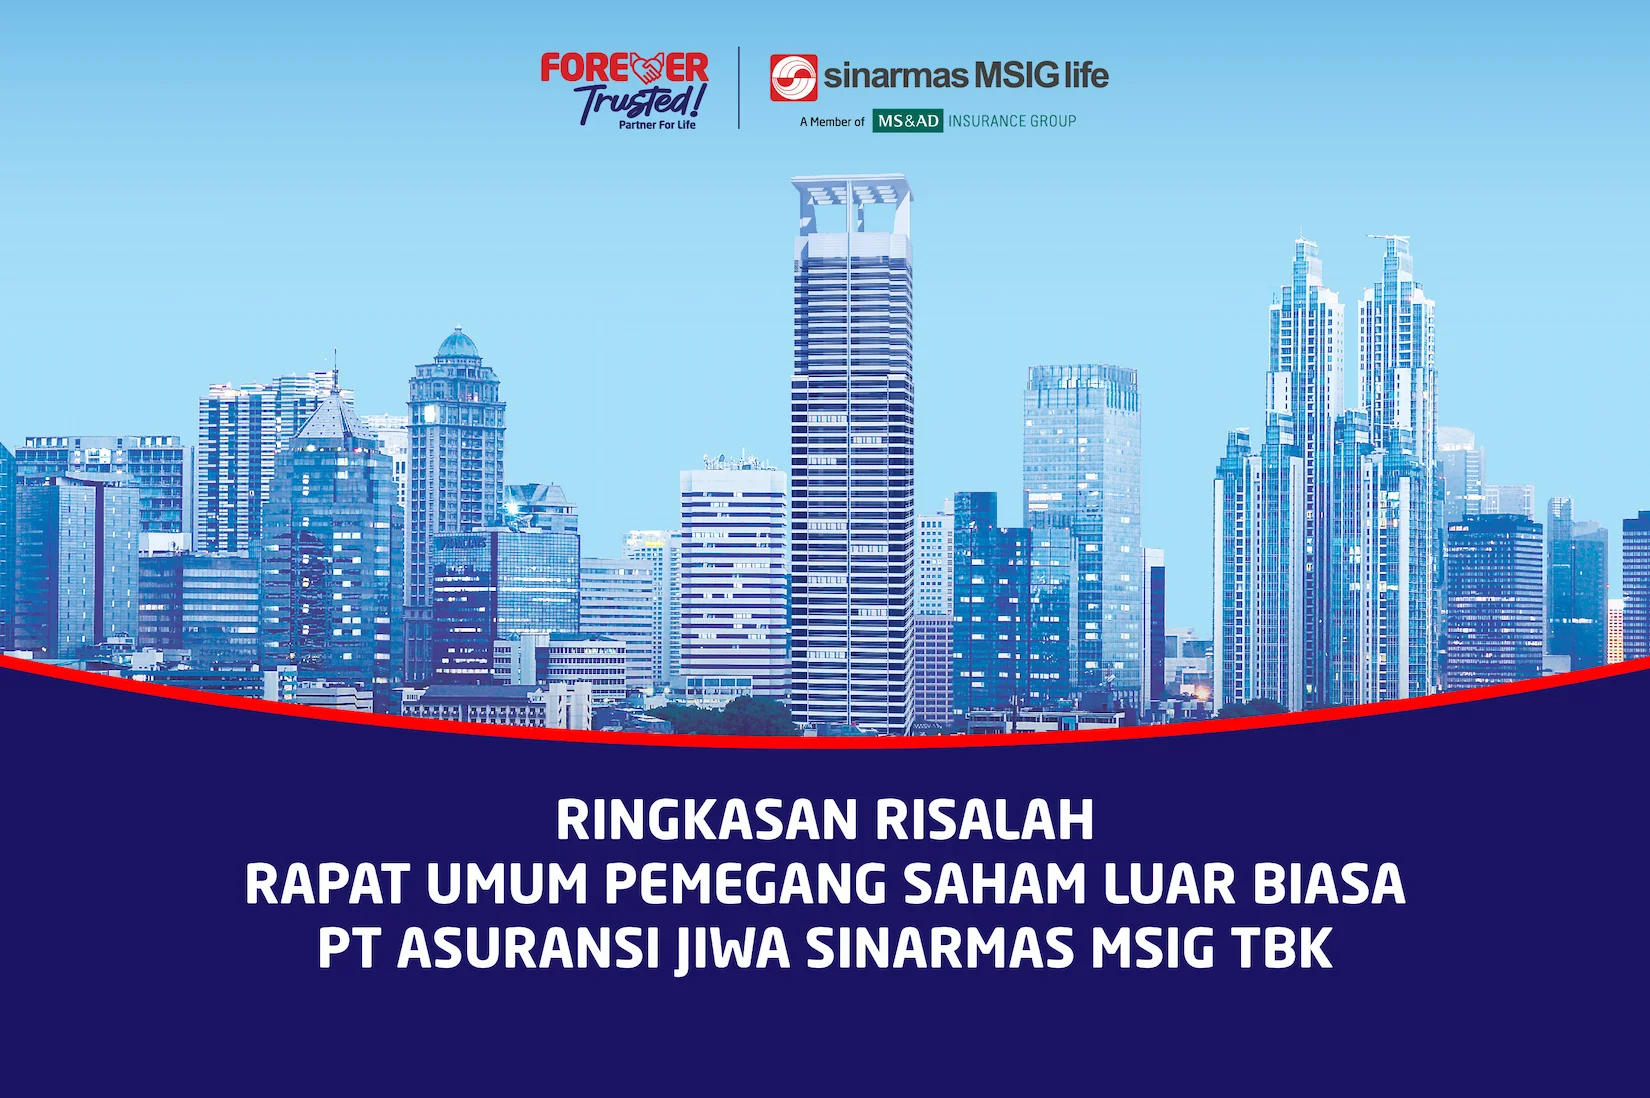 FOREVER
Trusted!
Partner For Life
sinarmas MSIG life
A Member of MS&AD INSURANCE GROUP
RINGKASAN RISALAH
RAPAT UMUM PEMEGANG SAHAM LUAR BIASA
PT ASURANSI JIWA SINARMAS MSIG TBK